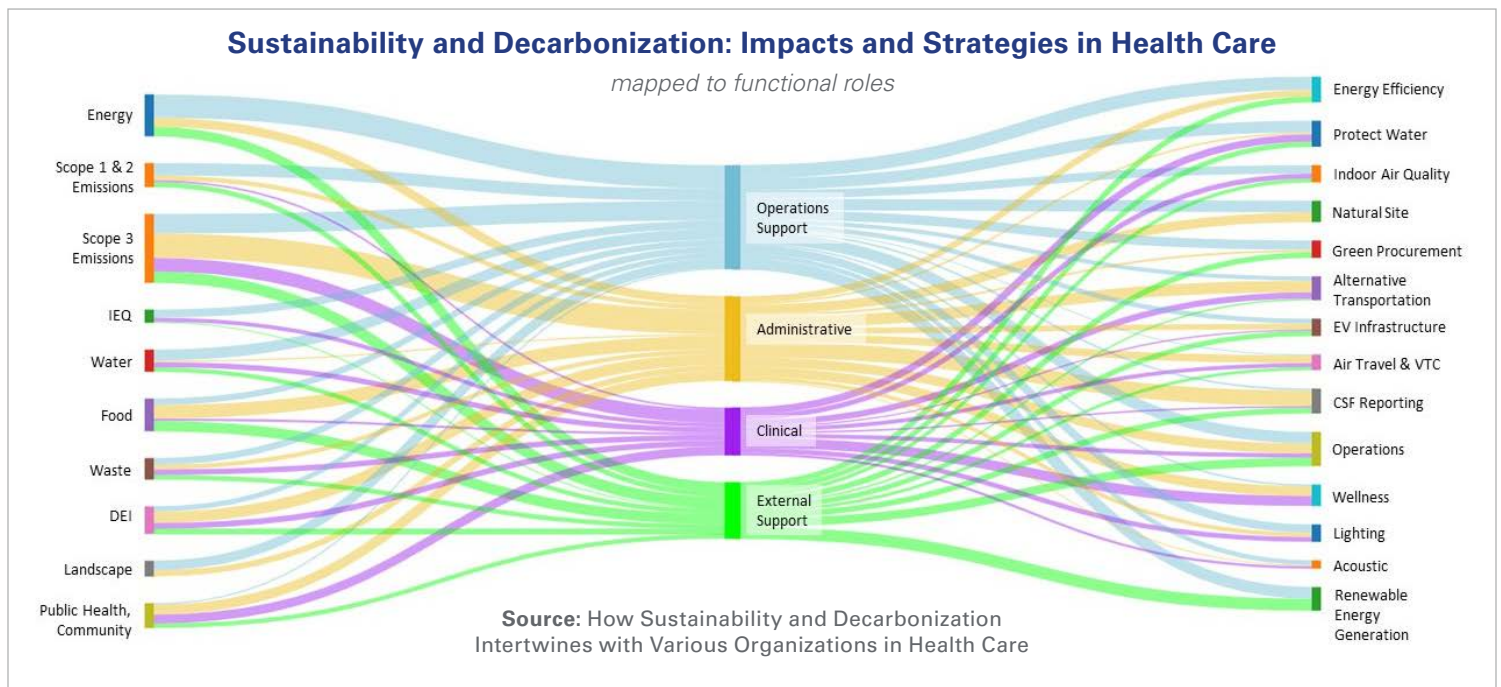 Sustainability and Decarbonization: Impacts and Strategies in Health Care
mapped to functional roles
Energy
Scope 1 & 2
Emissions
Scope 3
Emissions
IEQ
Water
Food
Waste
DEI
Landscape
Public Health,
Community
Operations
Support
Administrative
Clinical
External
Support
Energy Efficiency
Protect Water
Indoor Air Quality
Natural Site
Green Procurement
Alternative
Transportation
EV Infrastructure
Air Travel & VTC
CSF Reporting
Operations
Wellness
Lighting
Acoustic
Renewable
Energy
Generation
Source: How Sustainability and Decarbonization
Intertwines with Various Organizations in Health Care